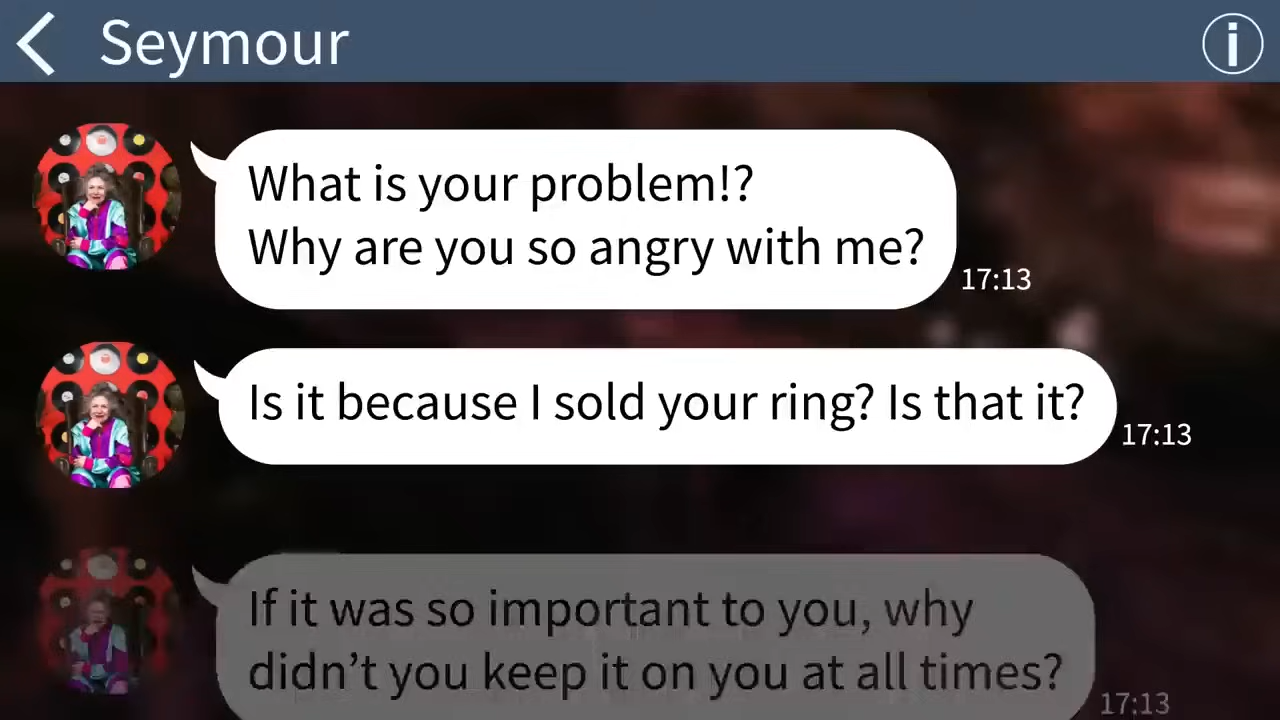 Seymour
What is your problem!?
Why are you so angry with me?
17:13
Is it because I sold your ring? Is that it?
17:13
If it was so important to you, why
didn't you keep it on you at all times?
17:13